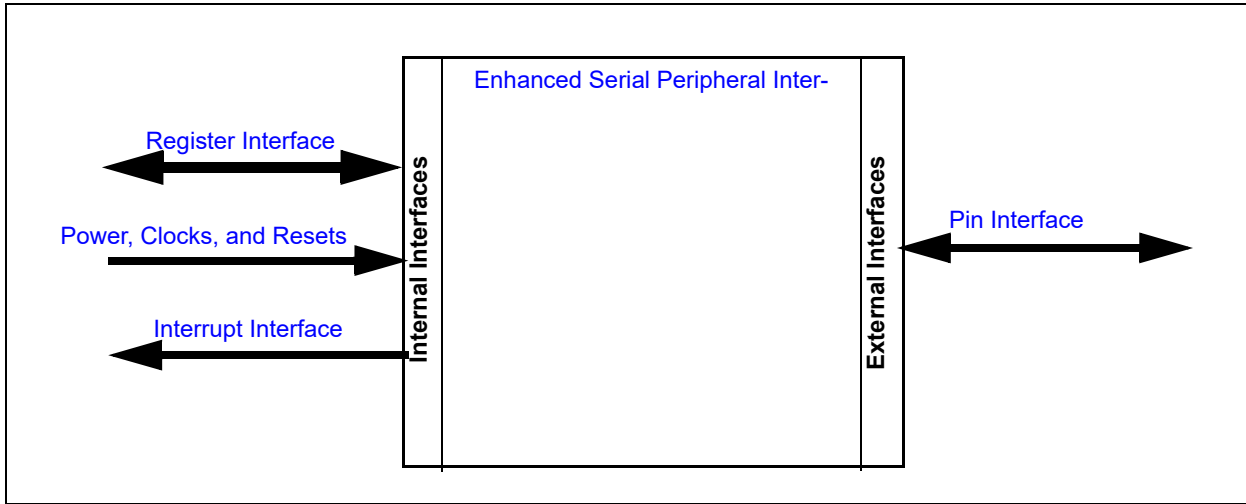 Enhanced Serial Peripheral Inter-
Register Interface
Power, Clocks, and Resets
Interrupt Interface
Internal Interfaces
External Interfaces
Pin Interface